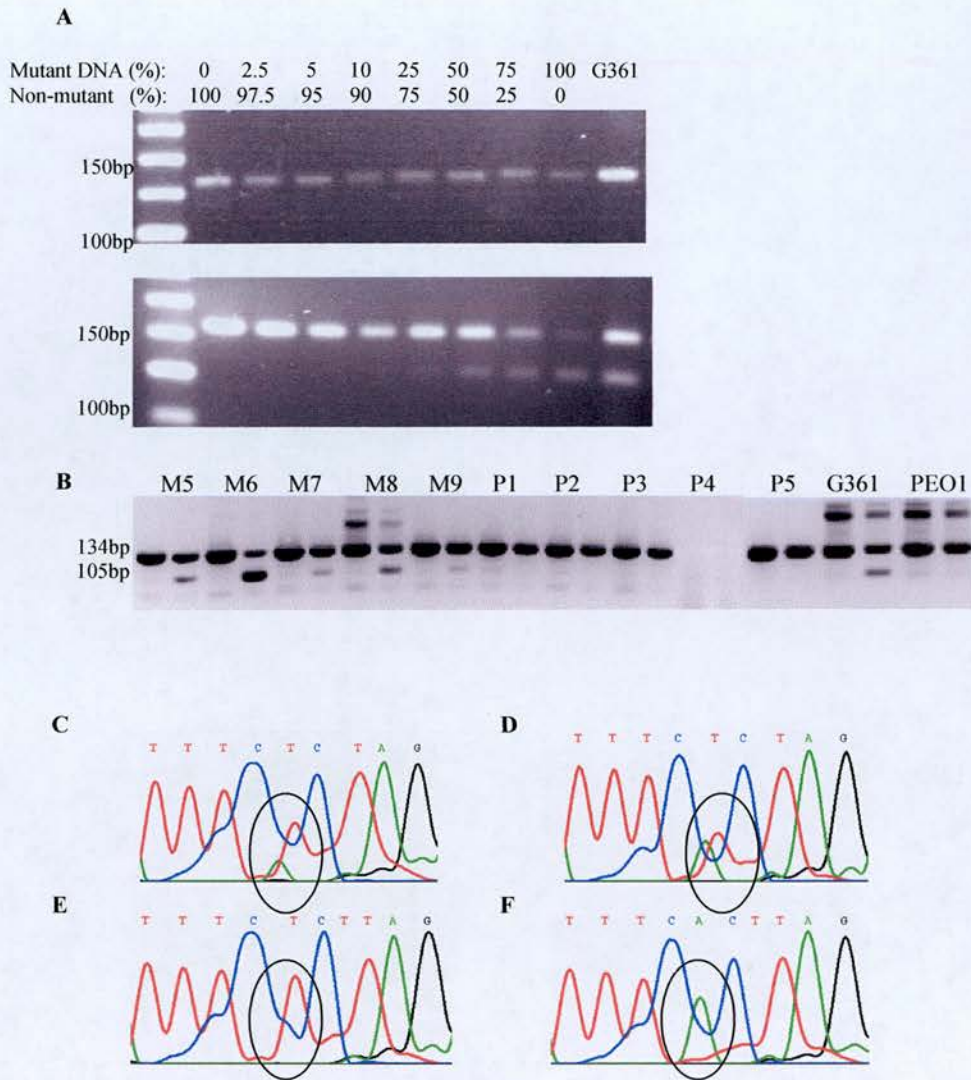 A
Mutant DNA (%): 0 2.5 5 10 25 50 75 100 G361
Non-mutant (%): 100 97.5 95 90 75 50 25 0
150bp
100bp
150bp
100bp
B M5 M6 M7 M8 M9 P1 P2 P3 P4 P5 G361 PEO1
134bp
105bp
C
T T T C T C T A G
D
T T T C T C T A G
E
T T T C T C T T A G
F
T T T C A C T T A G